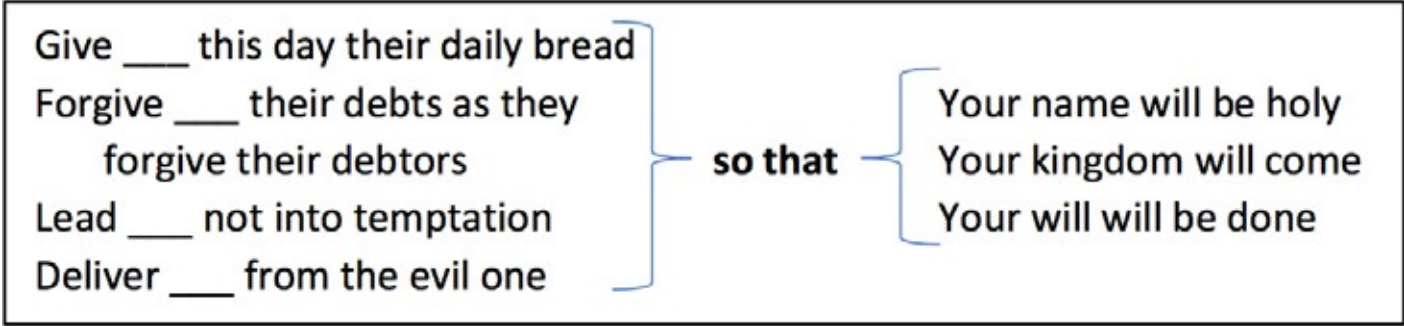 Give ___ this day their daily bread
Forgive ___ their debts as they
forgive their debtors
Lead ___ not into temptation
Deliver ___ from the evil one
so that
Your name will be holy
Your kingdom will come
Your will will be done